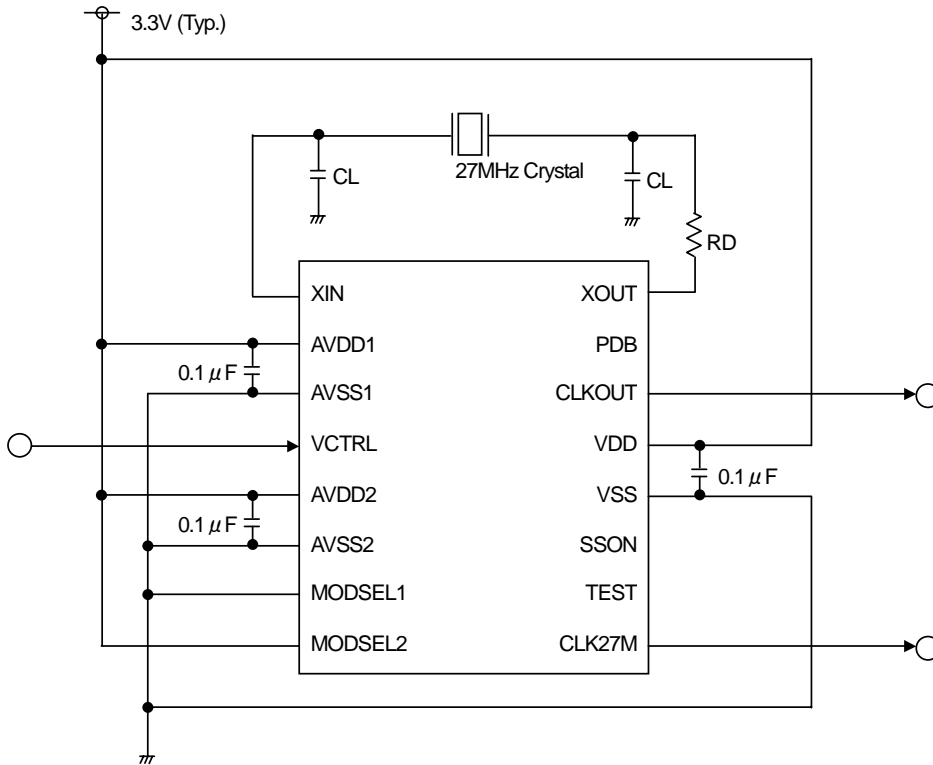 3.3V (Typ.)
27MHz Crystal
CL
CL
RD
XIN
XOUT
AVDD1
PDB
0.1 μ F
AVSS1
CLKOUT
VCTRL
VDD
0.1 μ F
AVDD2
VSS
0.1 μ F
AVSS2
SSON
MODSEL1
TEST
MODSEL2
CLK27M